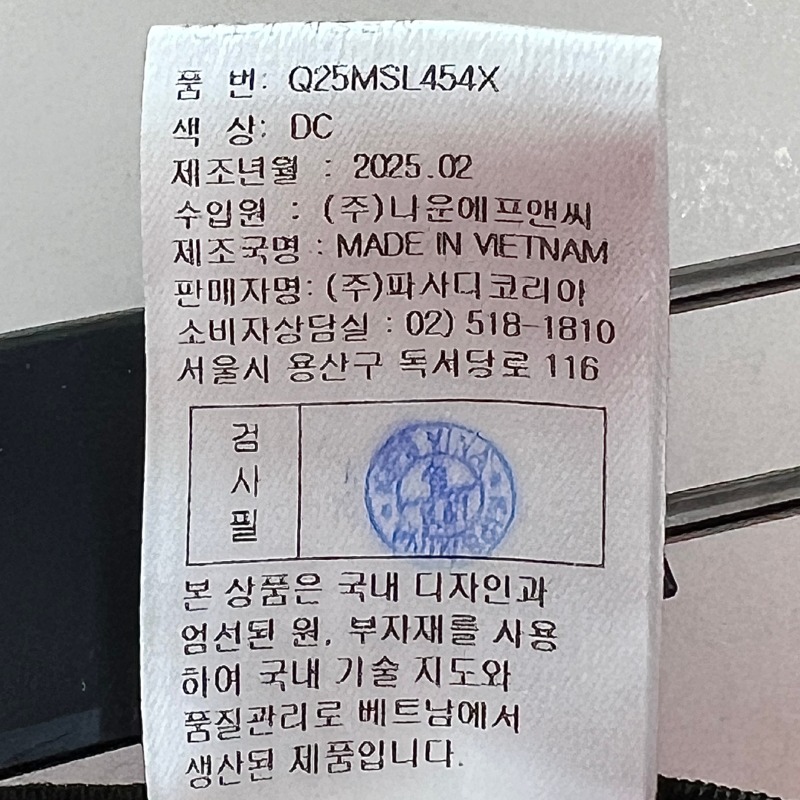 품 번: Q25MSL454X
색 상: DC
제조년월 : 2025.02
수입원 : (주)나운에프앤씨
제조국명 : MADE IN VIETNAM
판매자명: (주)파사디코리아
소비자상담실 : 02) 518-1810
서울시 용산구 독서당로 116
검
사
필
본 상품은 국내 디자인과
엄선된 원, 부자재를 사용
하여 국내 기술 지도와
품질관리로 베트남에서
생산된 제품입니다.